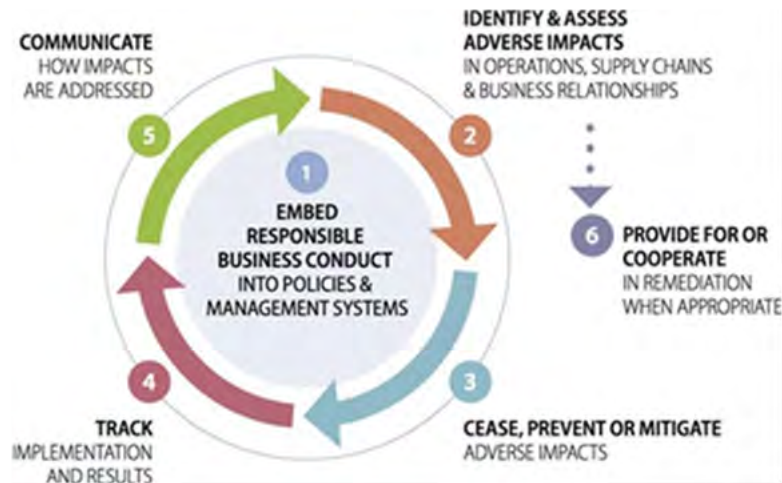 1
EMBED
RESPONSIBLE
BUSINESS CONDUCT
INTO POLICIES &
MANAGEMENT SYSTEMS
2
IDENTIFY & ASSESS
ADVERSE IMPACTS
IN OPERATIONS, SUPPLY CHAINS
& BUSINESS RELATIONSHIPS
3
CEASE, PREVENT OR MITIGATE
ADVERSE IMPACTS
4
TRACK
IMPLEMENTATION
AND RESULTS
5
COMMUNICATE
HOW IMPACTS
ARE ADDRESSED
6
PROVIDE FOR OR
COOPERATE
IN REMEDIATION
WHEN APPROPRIATE